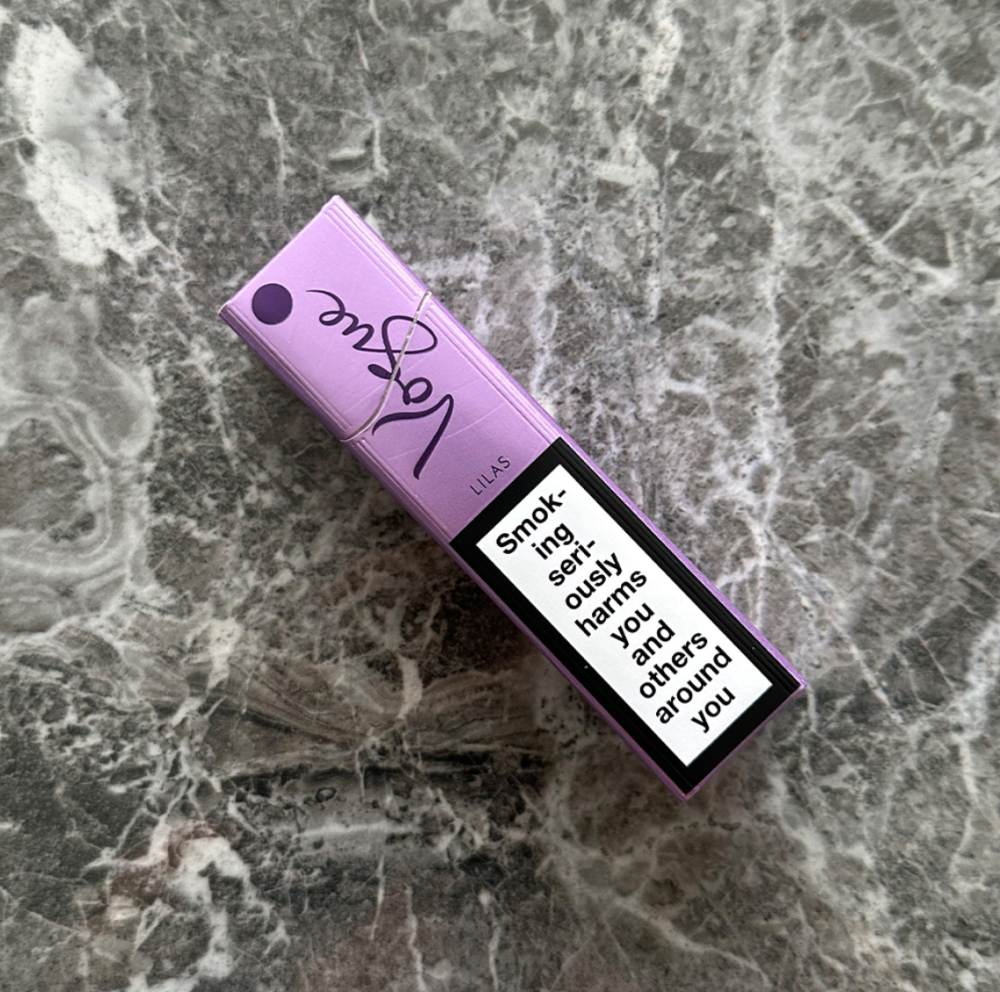 Vogue
LILAS
Smok-
ing
seri-
ously
harms
you
and
others
around
you